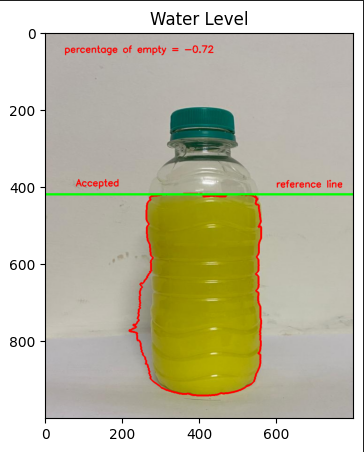 Water Level
percentage of empty = -0.72
Accepted
reference line
0
200
400
600
800
0
200
400
600